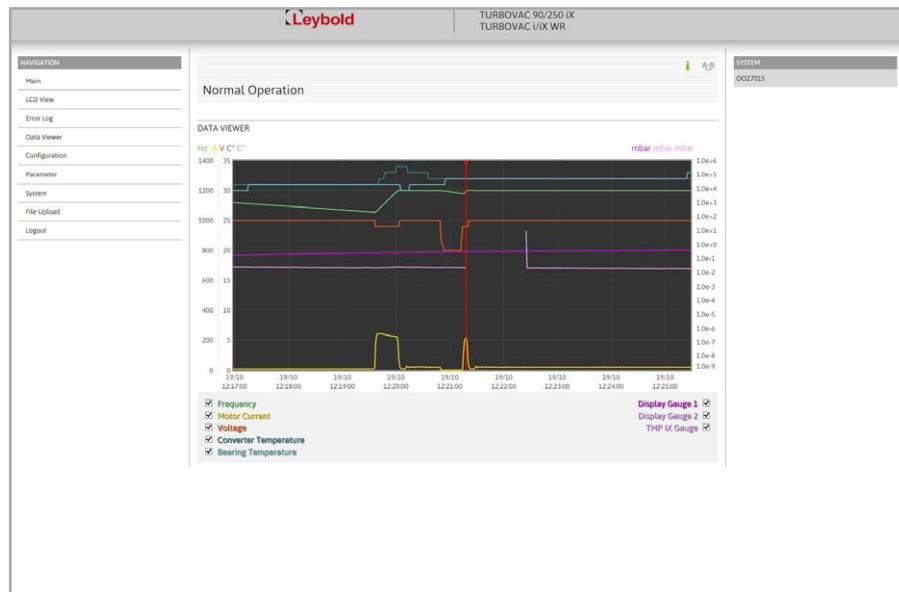 Leybold
TURBOVAC 90/250 iX
TURBOVAC i/iX WR
NAVIGATION
Main
LCD View
Error Log
Data Viewer
Configuration
Parameter
System
File Upload
Logout
i
Normal Operation
DATA VIEWER
Hz A V C° C°
mbar mbar mbar
1400 35 1.0e+6
1.0e+5
1200 30 1.0e+4
1.0e+3
1000 25 1.0e+2
1.0e+1
800 20 1.0e+0
1.0e-1
600 15 1.0e-2
1.0e-3
400 10 1.0e-4
1.0e-5
200 5 1.0e-6
1.0e-7
1.0e-8
0 0 1.0e-9
19/10 19/10 19/10 19/10 19/10 19/10 19/10 19/10 19/10
12:17:00 12:18:00 12:19:00 12:20:00 12:21:00 12:22:00 12:23:00 12:24:00 12:25:00
Frequency
Motor Current
Voltage
Converter Temperature
Bearing Temperature
Display Gauge 1
Display Gauge 2
TMP iX Gauge
SYSTEM